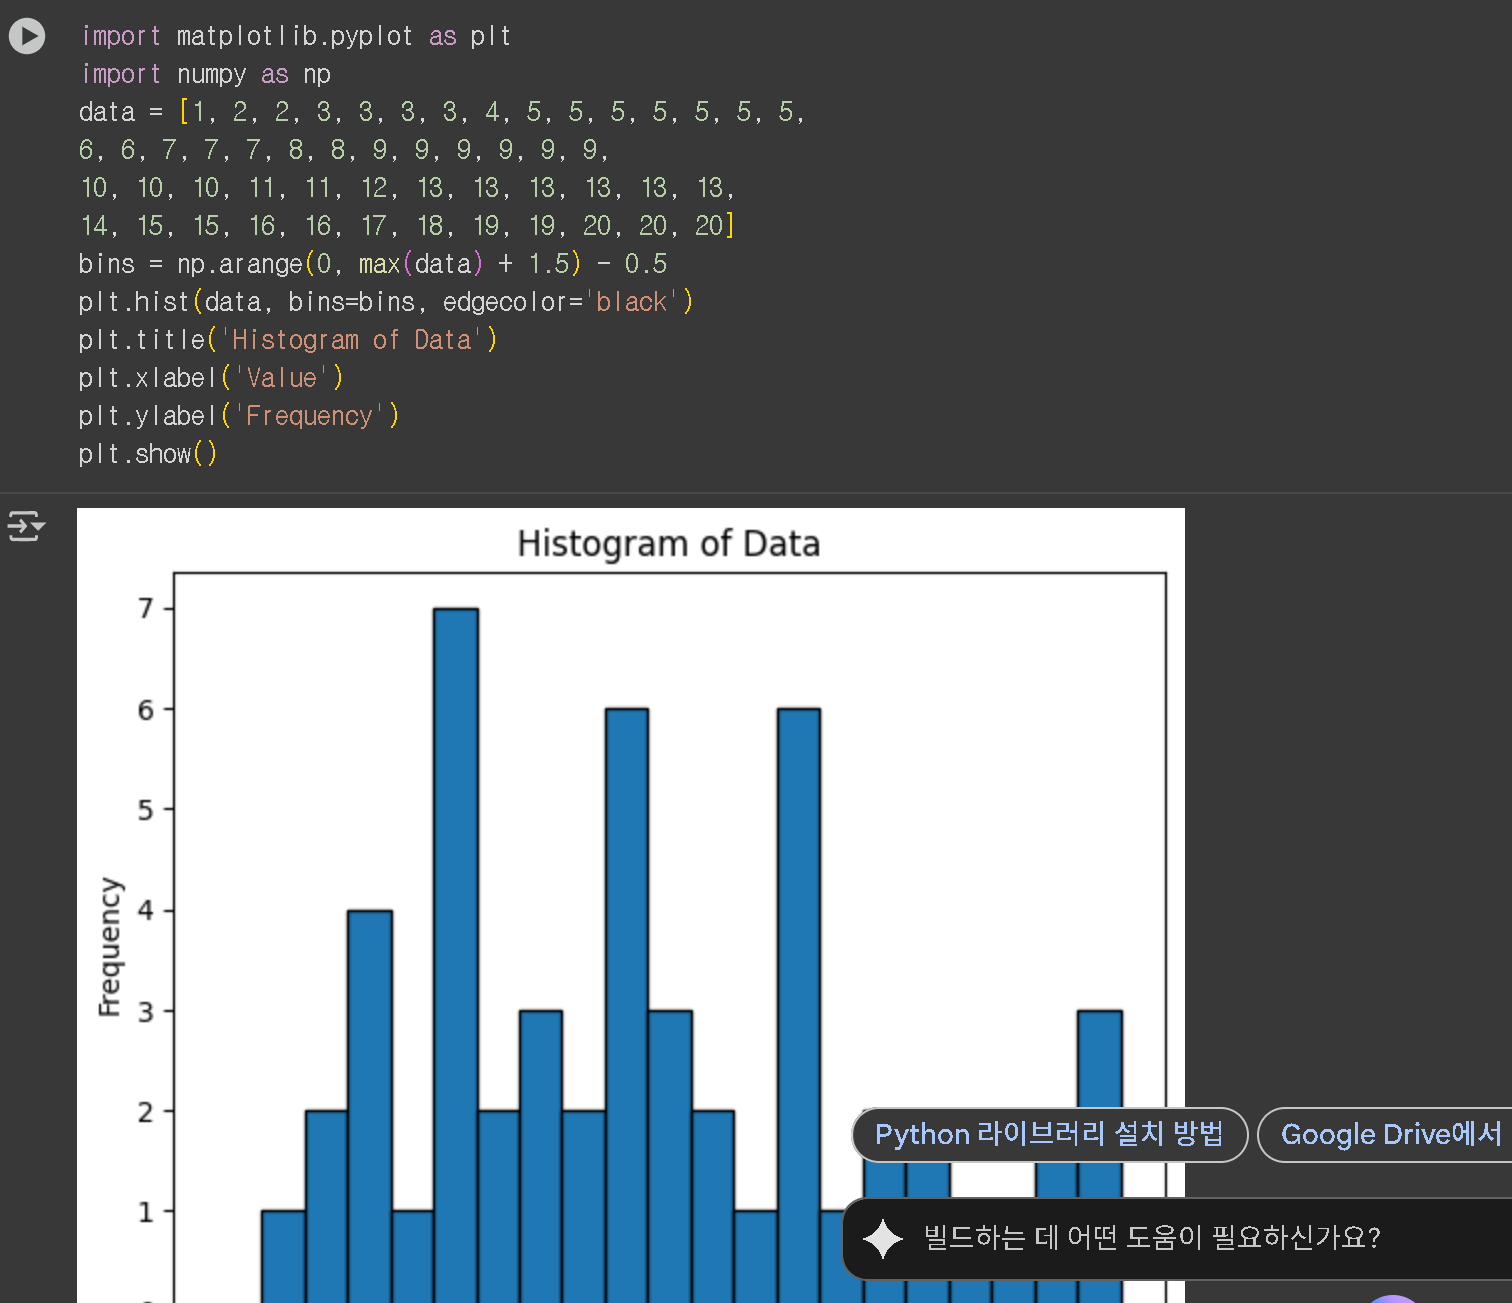 import matplotlib.pyplot as plt
import numpy as np
data = [1, 2, 2, 3, 3, 3, 3, 4, 5, 5, 5, 5, 5, 5, 5,
6, 6, 7, 7, 7, 8, 8, 9, 9, 9, 9, 9, 9,
10, 10, 10, 11, 11, 12, 13, 13, 13, 13, 13, 13,
14, 15, 15, 16, 16, 17, 18, 19, 19, 20, 20, 20]
bins = np.arange(0, max(data) + 1.5) - 0.5
plt.hist(data, bins=bins, edgecolor='black')
plt.title('Histogram of Data')
plt.xlabel('Value')
plt.ylabel('Frequency')
plt.show()
Histogram of Data
7
6
5
4
3
2
1
Frequency
Python 라이브러리 설치 방법
Google Drive에서
빌드하는 데 어떤 도움이 필요하신가요?